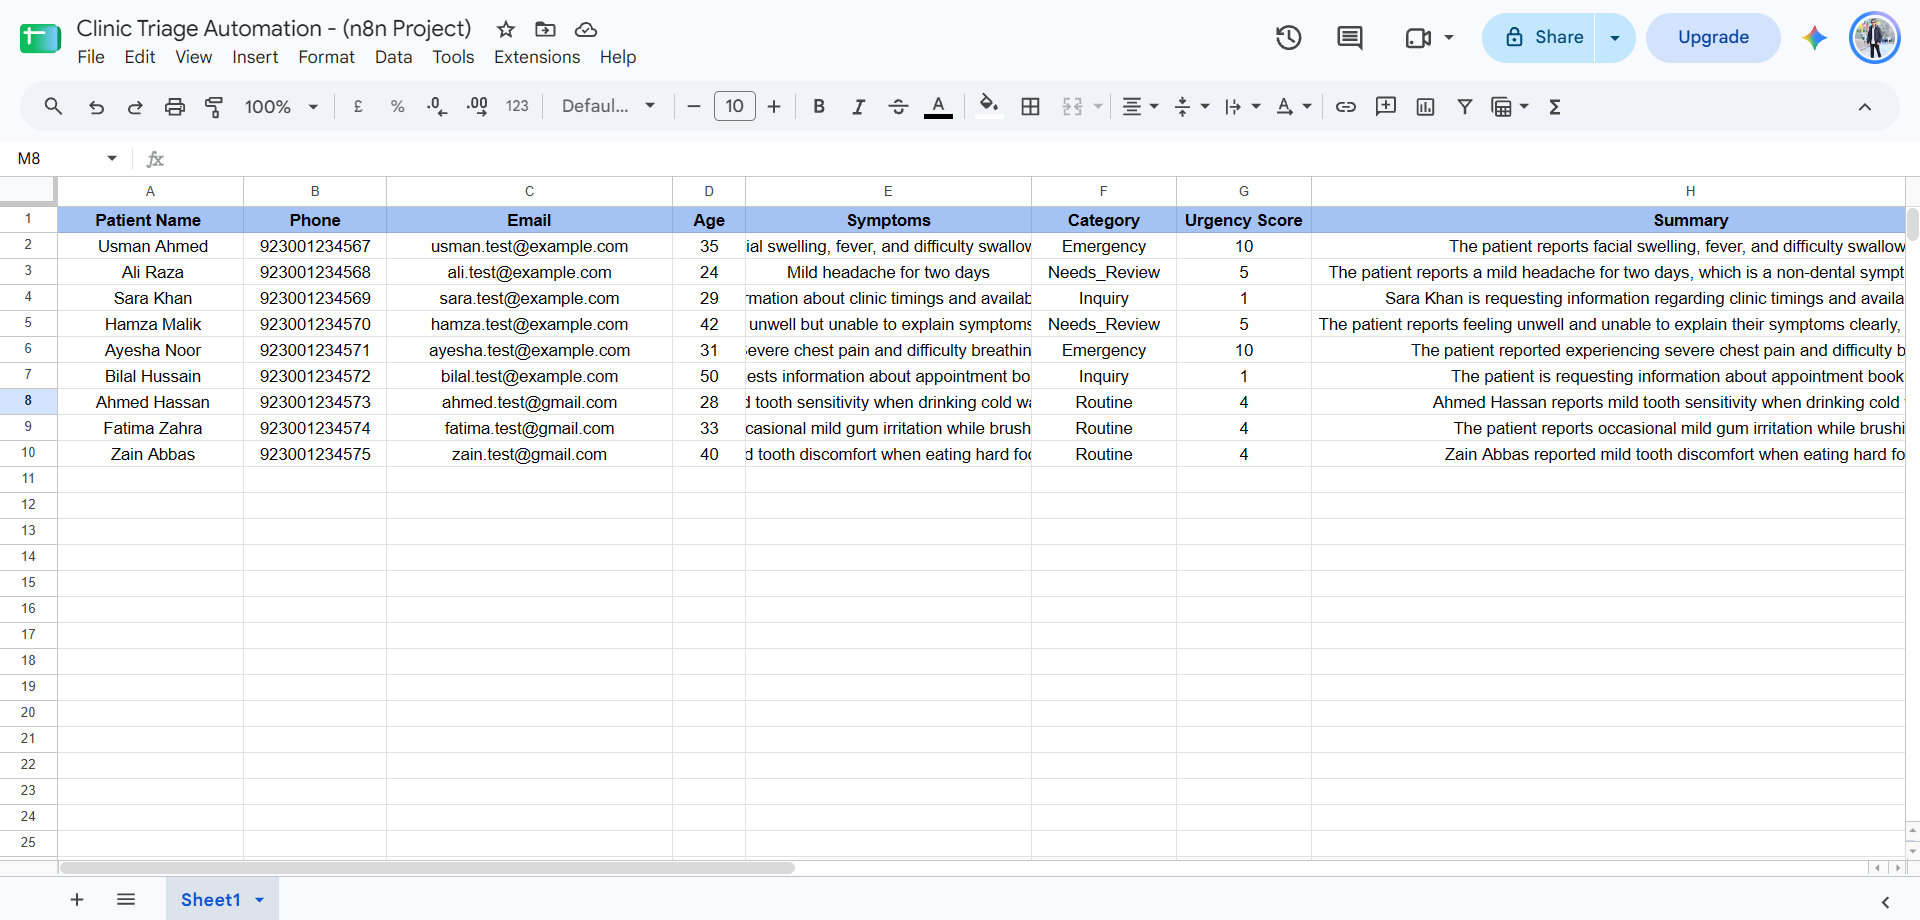 Clinic Triage Automation - (n8n Project)
File Edit View Insert Format Data Tools Extensions Help
Share
Upgrade
100% £ % .0 .00 123 Defaul... 10 B I A
M8 fx
A B C D E F G H
1 Patient Name Phone Email Age Symptoms Category Urgency Score Summary
2 Usman Ahmed 923001234567 usman.test@example.com 35 ial swelling, fever, and difficulty swallow Emergency 10 The patient reports facial swelling, fever, and difficulty swallow
3 Ali Raza 923001234568 ali.test@example.com 24 Mild headache for two days Needs_Review 5 The patient reports a mild headache for two days, which is a non-dental sympt
4 Sara Khan 923001234569 sara.test@example.com 29 rmation about clinic timings and availab Inquiry 1 Sara Khan is requesting information regarding clinic timings and availa
5 Hamza Malik 923001234570 hamza.test@example.com 42 unwell but unable to explain symptoms Needs_Review 5 The patient reports feeling unwell and unable to explain their symptoms clearly,
6 Ayesha Noor 923001234571 ayesha.test@example.com 31 evere chest pain and difficulty breathin Emergency 10 The patient reported experiencing severe chest pain and difficulty b
7 Bilal Hussain 923001234572 bilal.test@example.com 50 ests information about appointment bo Inquiry 1 The patient is requesting information about appointment book
8 Ahmed Hassan 923001234573 ahmed.test@gmail.com 28 d tooth sensitivity when drinking cold wa Routine 4 Ahmed Hassan reports mild tooth sensitivity when drinking cold
9 Fatima Zahra 923001234574 fatima.test@gmail.com 33 casional mild gum irritation while brush Routine 4 The patient reports occasional mild gum irritation while brushi
10 Zain Abbas 923001234575 zain.test@gmail.com 40 d tooth discomfort when eating hard foo Routine 4 Zain Abbas reported mild tooth discomfort when eating hard fo
11
12
13
14
15
16
17
18
19
20
21
22
23
24
25
Sheet1